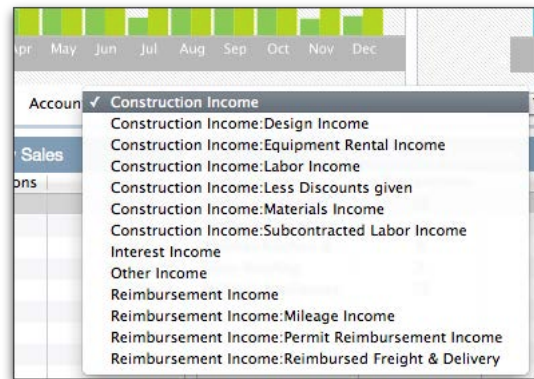 Apr May Jun Jul Aug Sep Oct Nov Dec
Account ✓ Construction Income
Construction Income:Design Income
Construction Income:Equipment Rental Income
Construction Income:Labor Income
Construction Income:Less Discounts given
Construction Income:Materials Income
Construction Income:Subcontracted Labor Income
Interest Income
Other Income
Reimbursement Income
Reimbursement Income:Mileage Income
Reimbursement Income:Permit Reimbursement Income
Reimbursement Income:Reimbursed Freight & Delivery
Sales
ons